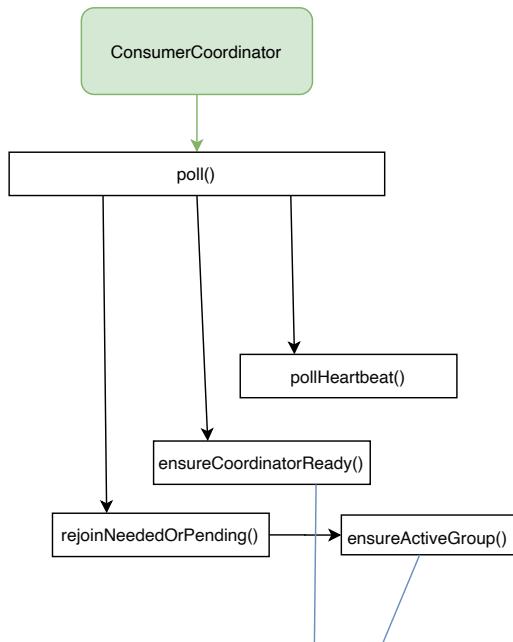 ConsumerCoordinator
poll()
pollHeartbeat()
ensureCoordinatorReady()
rejoinNeededOrPending()
ensureActiveGroup()